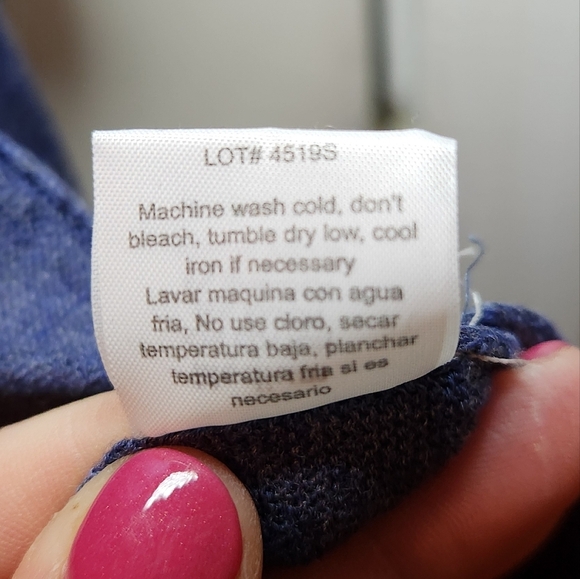 LOT# 4519S
Machine wash cold, don't
bleach, tumble dry low, cool
iron if necessary
Lavar maquina con agua
fria, No use cloro, secar
temperatura baja, planchar
temperatura fria si es
necesario